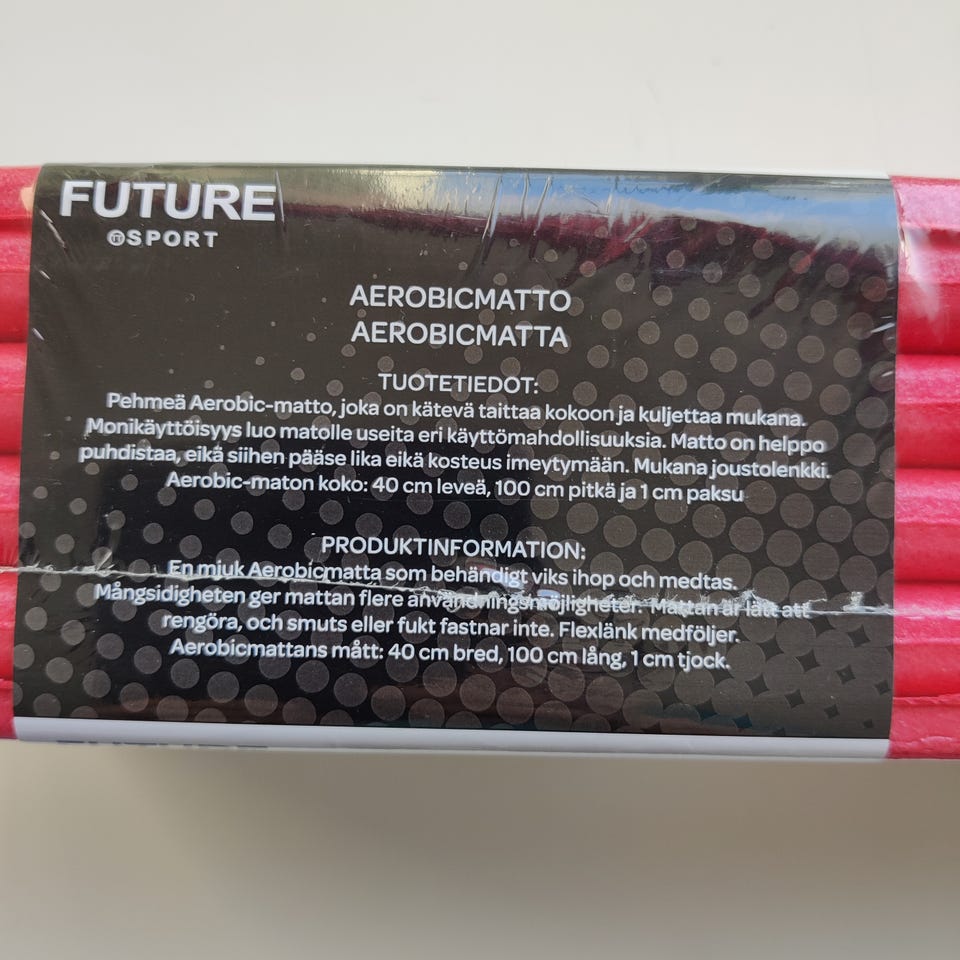 FUTURE
SPORT
AEROBICMATTO
AEROBICMATTA
TUOTETIEDOT:
Pehmeä Aerobic-matto, joka on kätevä taittaa kokoon ja kuljettaa mukana.
Monikäyttöisyys luo matolle useita eri käyttömahdollisuuksia. Matto on helppo
puhdistaa, eikä siihen pääse lika eikä kosteus imeytymään. Mukana joustolenkki.
Aerobic-maton koko: 40 cm leveä, 100 cm pitkä ja 1 cm paksu
PRODUKTINFORMATION:
En mjuk Aerobicmatta som behändigt viks ihop och medtas.
Mångsidigheten ger mattan flere användningsmöjligheter. Mattan är lätt att
rengöra, och smuts eller fukt fastnar inte. Flexlänk medföljer.
Aerobicmattans mått: 40 cm bred, 100 cm lång, 1 cm tjock.